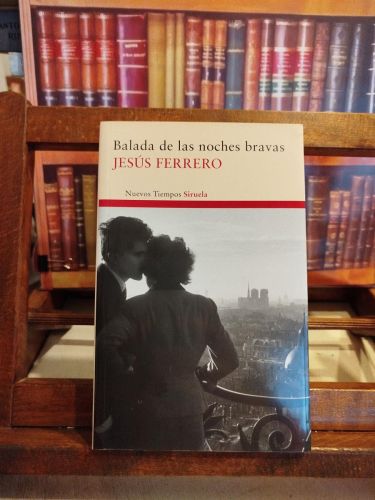 Balada de las noches bravas
JESÚS FERRERO
Nuevos Tiempos Siruela